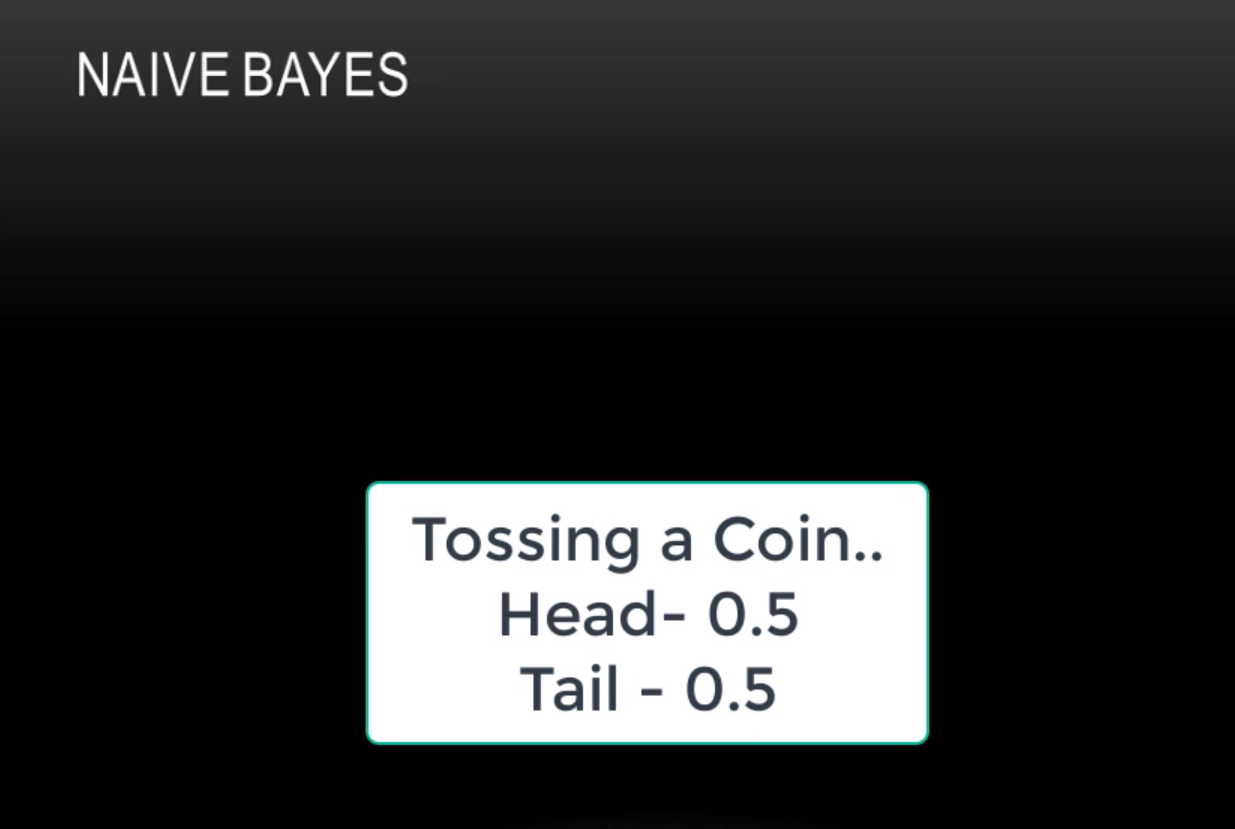 NAIVE BAYES
Tossing a Coin..
Head- 0.5
Tail - 0.5